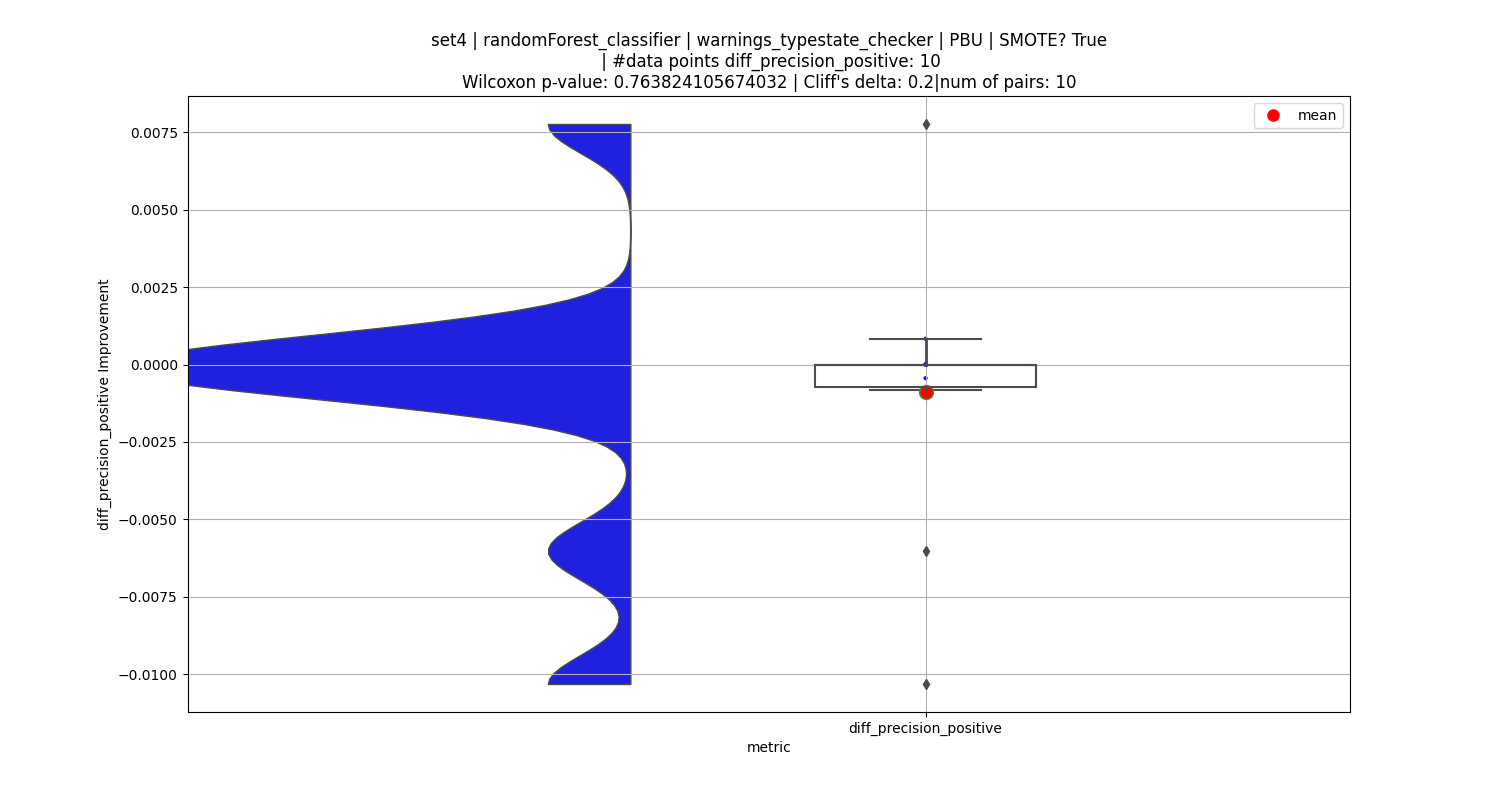 set4 | randomForest_classifier | warnings_typestate_checker | PBU | SMOTE? True
| #data points diff_precision_positive: 10
Wilcoxon p-value: 0.763824105674032 | Cliff's delta: 0.2|num of pairs: 10
mean
0.0075
0.0050
0.0025
0.0000
−0.0025
−0.0050
−0.0075
−0.0100
diff_precision_positive Improvement
diff_precision_positive
metric